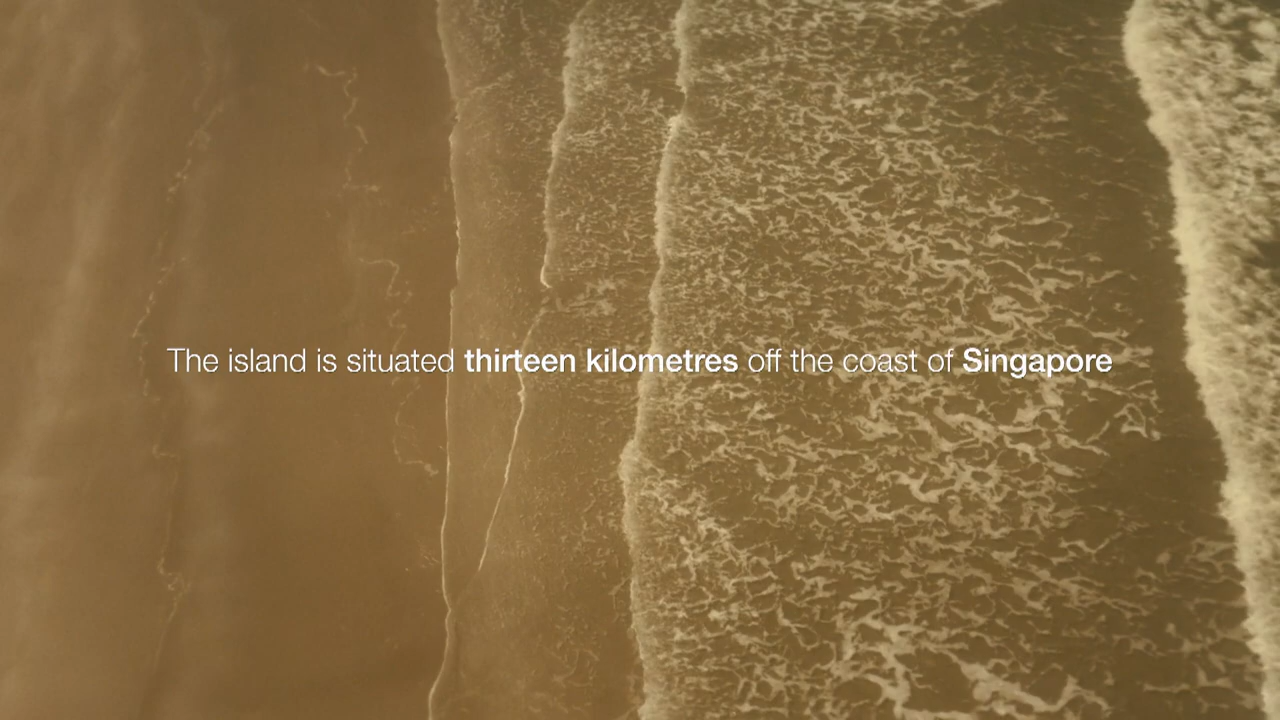 The island is situated thirteen kilometres off the coast of Singapore